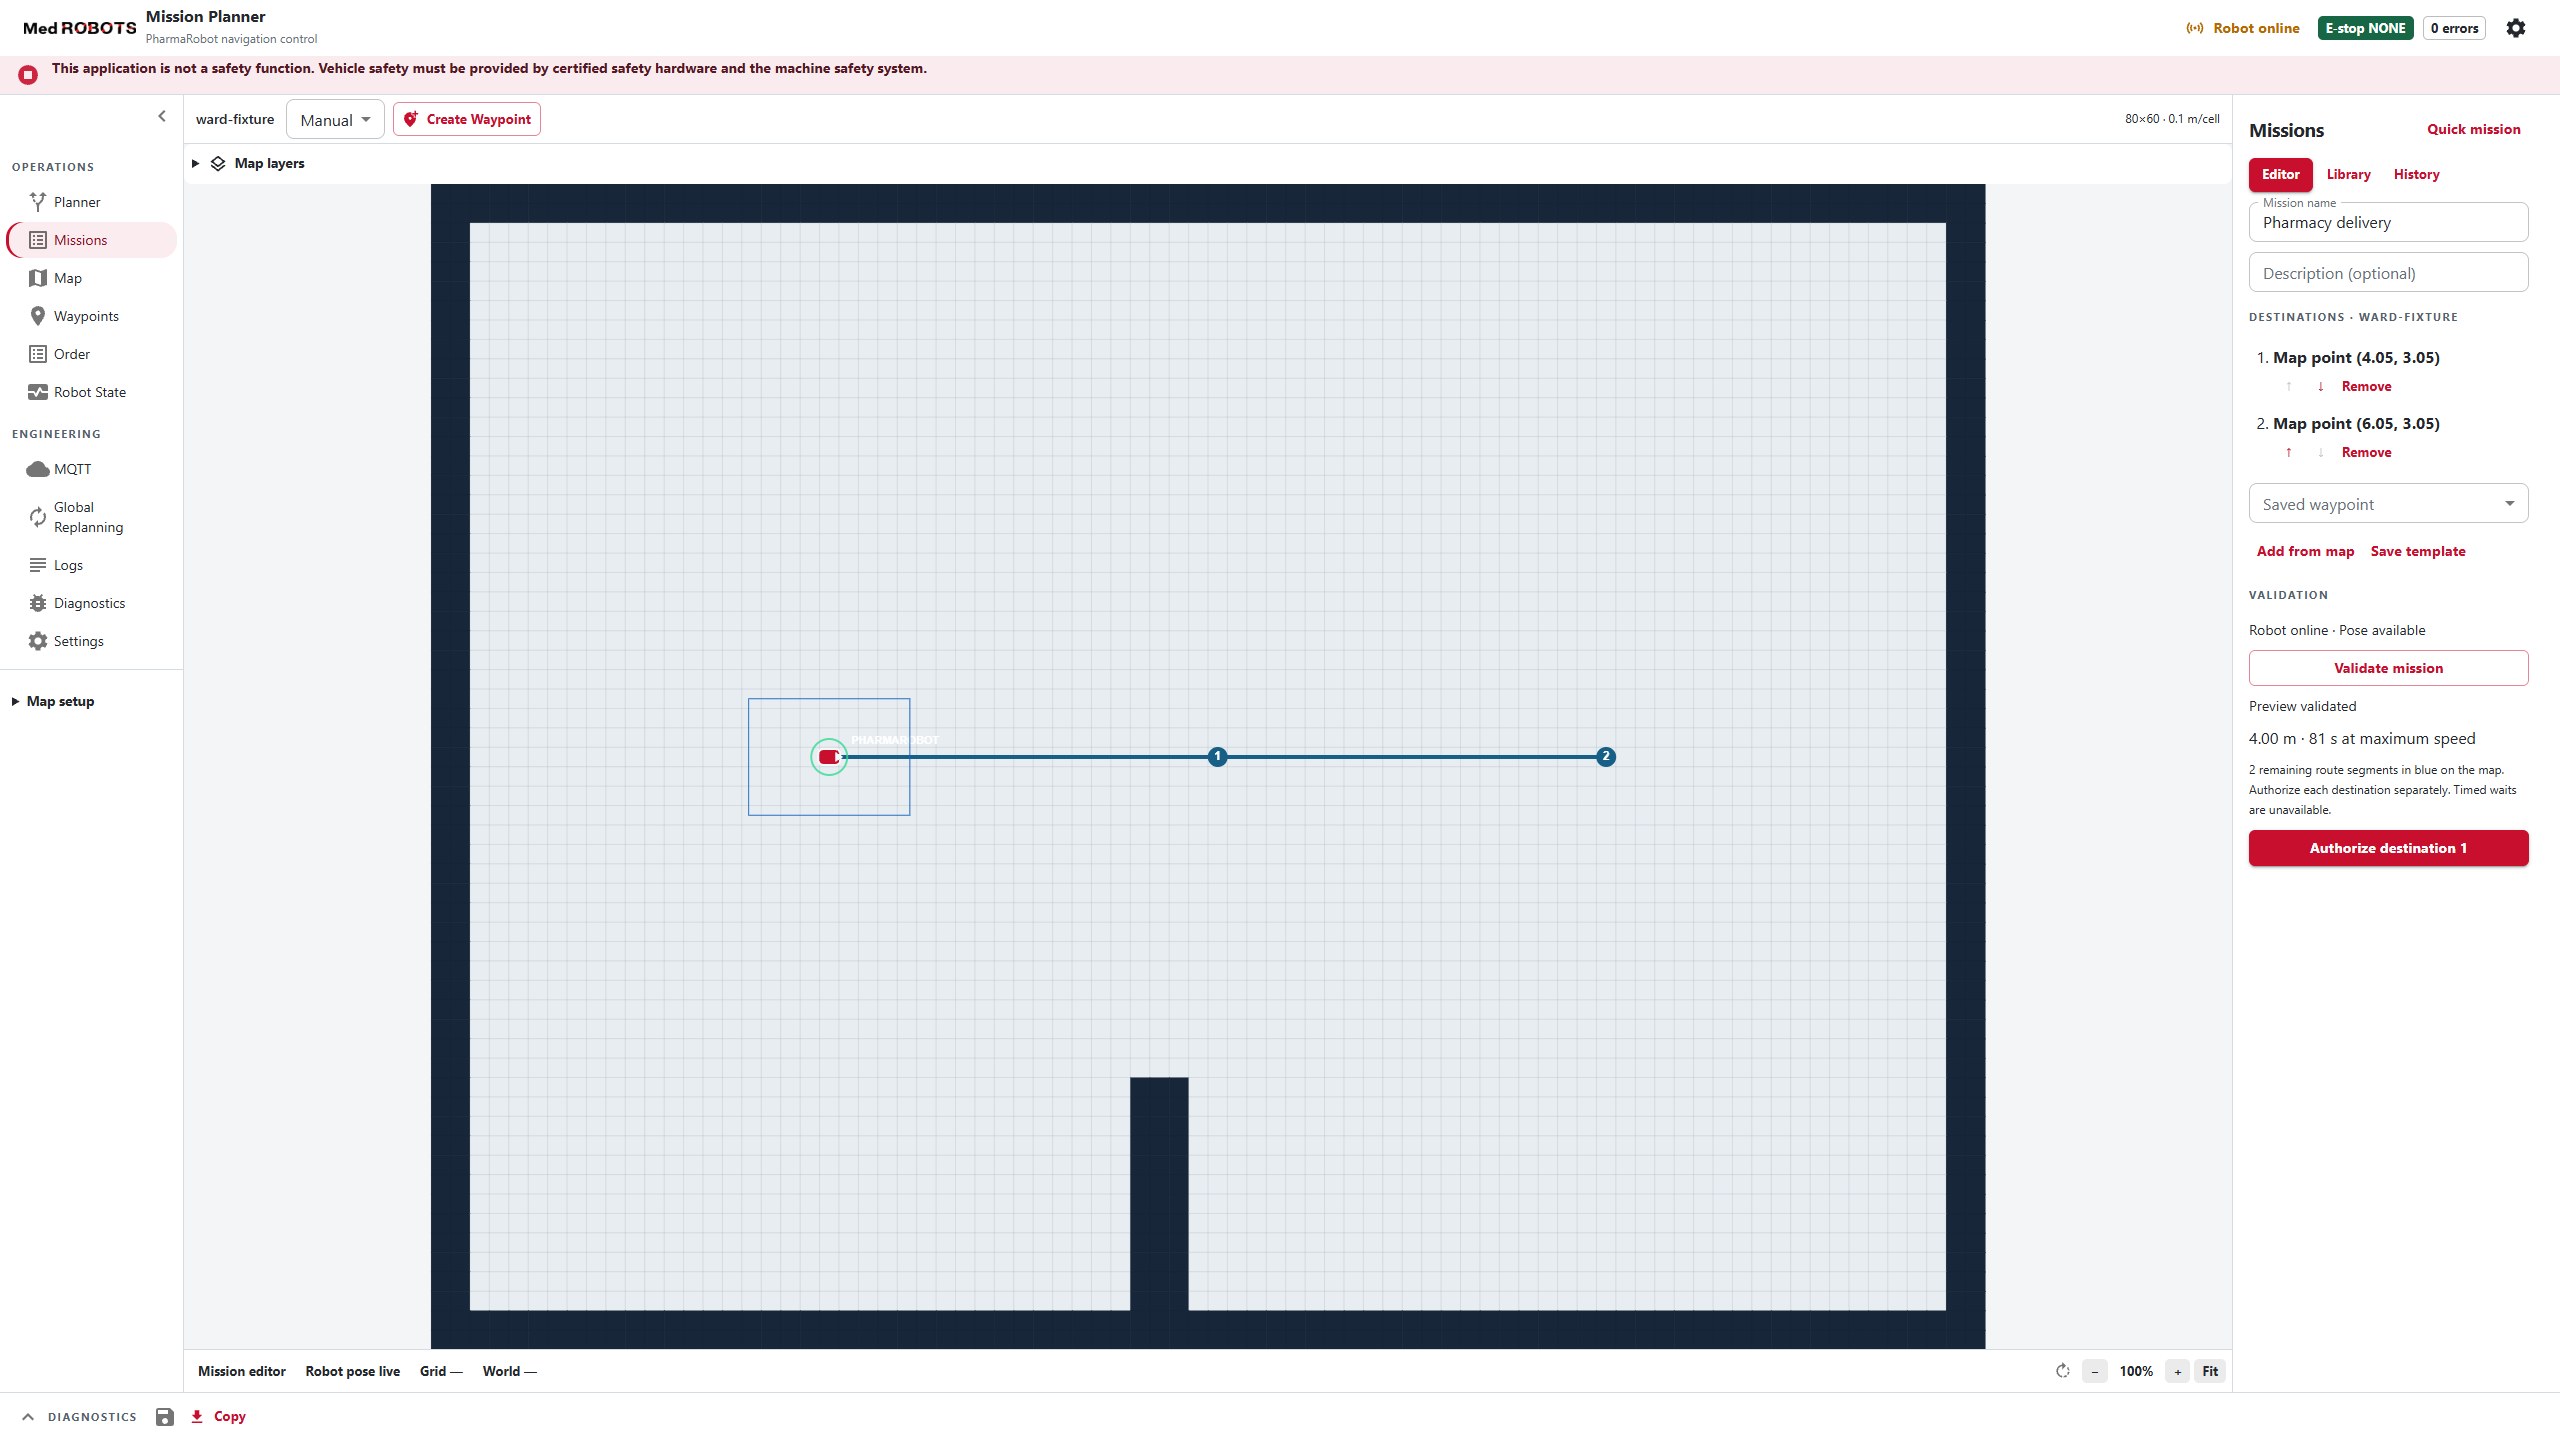 Med ROBOTS
Mission Planner
PharmaRobot navigation control
Robot online
E-stop NONE
0 errors
This application is not a safety function. Vehicle safety must be provided by certified safety hardware and the machine safety system.
OPERATIONS
Planner
Missions
Map
Waypoints
Order
Robot State
ENGINEERING
MQTT
Global
Replanning
Logs
Diagnostics
Settings
Map setup
ward-fixture
Manual
Create Waypoint
80×60 · 0.1 m/cell
Map layers
PHARMAROBOT
1
2
Mission editor
Robot pose live
Grid —
World —
−
100%
+
Fit
Missions
Quick mission
Editor
Library
History
Mission name
Pharmacy delivery
Description (optional)
DESTINATIONS · WARD-FIXTURE
1. Map point (4.05, 3.05)
↑ ↓ Remove
2. Map point (6.05, 3.05)
↑ ↓ Remove
Saved waypoint
Add from map
Save template
VALIDATION
Robot online · Pose available
Validate mission
Preview validated
4.00 m · 81 s at maximum speed
2 remaining route segments in blue on the map.
Authorize each destination separately. Timed waits
are unavailable.
Authorize destination 1
DIAGNOSTICS
Copy